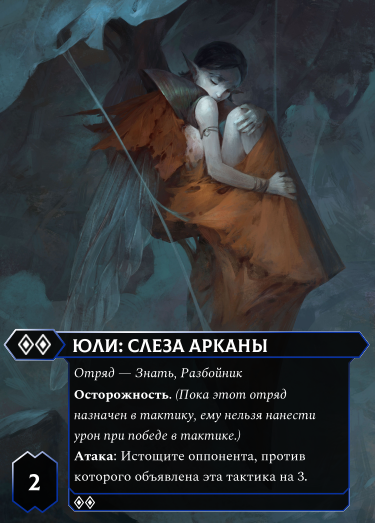 ЮЛИ: СЛЕЗА АРКАНЫ
Отряд — Знать, Разбойник
Осторожность. (Пока этот отряд
назначен в тактику, ему нельзя нанести
урон при победе в тактике.)
Атака: Истощите оппонента, против
которого объявлена эта тактика на 3.
2